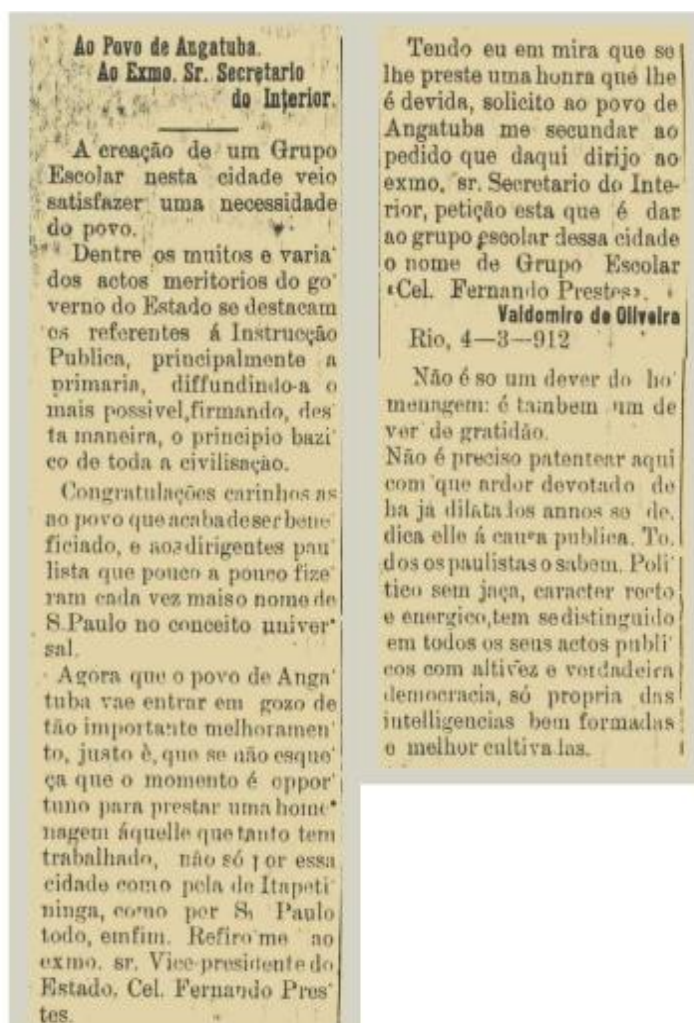 Ao Povo de Angatuba.
Ao Exmo. Sr. Secretario
do Interior.
A creação de um Grupo
Escolar nesta cidade veio
satisfazer uma necessidade
do povo.
Dentre os muitos e varia
dos actos meritorios do go
verno do Estado se destacam
os referentes á Instrucção
Publica, principalmente a
primaria, diffundindo-a o
mais possivel, firmando, des
ta maneira, o principio bazi
co de toda a civilisação.
Congratulações carinhosas
ao povo que acaba de ser bene
ficiado, e aos dirigentes pau
lista que pouco a pouco fize
ram cada vez mais o nome de
S. Paulo no conceito univer
sal.
Agora que o povo de Anga
tuba vae entrar em gozo de
tão importante melhoramen
to, justo è, que se não esque
ça que o momento é oppor
tuno para prestar uma home
nagem áquelle que tanto tem
trabalhado, não só por essa
cidade como pela de Itapeti
ninga, como por S. Paulo
todo, emfim. Refiro me ao
exmo. sr. Vice-presidente do
Estado. Cel. Fernando Pres
tes.
Tendo eu em mira que se
lhe preste uma honra que lhe
é devida, solicito ao povo de
Angatuba me secundar ao
pedido que daqui dirijo ao
exmo. sr. Secretario do Inte-
rior, petição esta que é dar
ao grupo escolar dessa cidade
o nome de Grupo Escolar
«Cel. Fernando Prestes».
Valdomiro de Oliveira
Rio, 4—3—912
Não é so um dever do ho
menagem: é tambem um de
ver de gratidão.
Não é preciso patentear aqui
com que ardor devotado de
ha já dilatados annos se de.
dica elle á causa publica. To.
dos os paulistas o sabem. Poli
tico sem jaça, caracter recto
e energico, tem se distinguido
em todos os seus actos publi
cos com altivez e verdadeira
democracia, só propria das
intelligencias bem formadas
e melhor cultivadas.